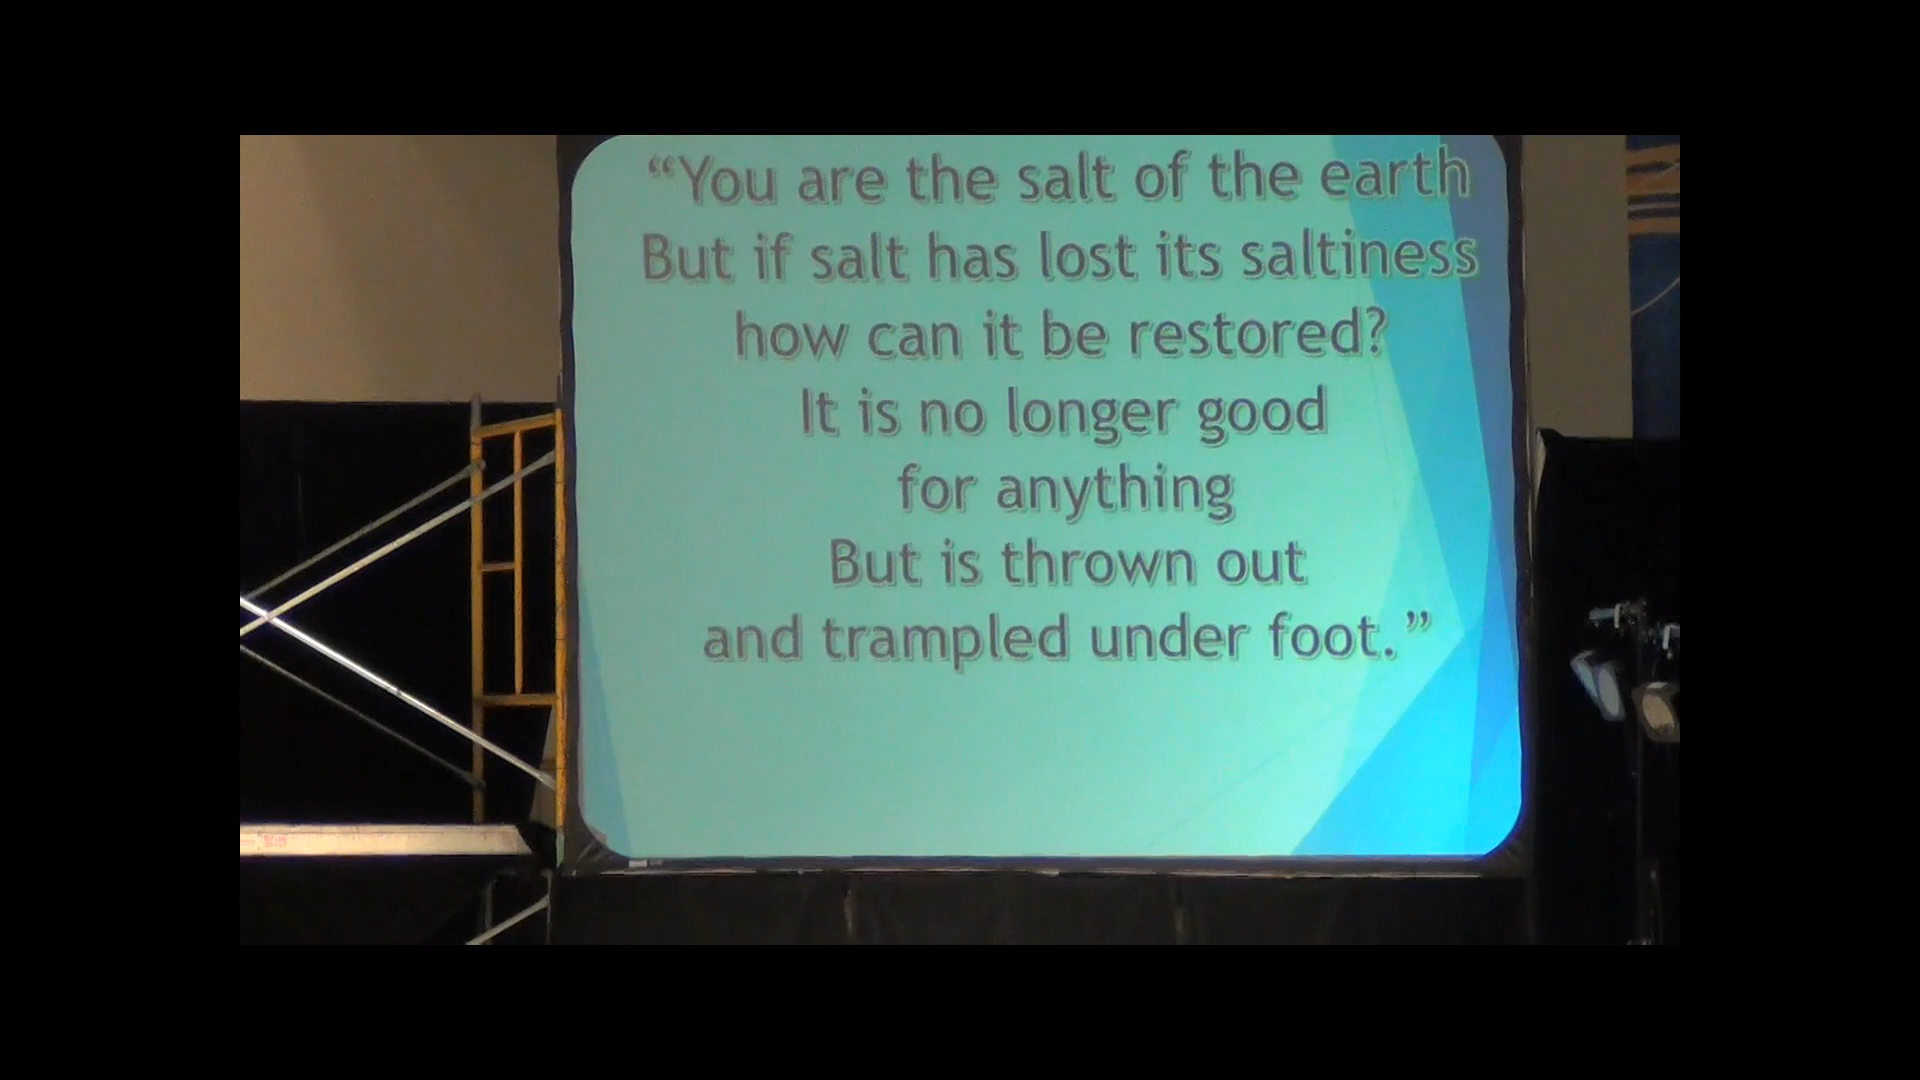 “You are the salt of the earth
But if salt has lost its saltiness
how can it be restored?
It is no longer good
for anything
But is thrown out
and trampled under foot.”